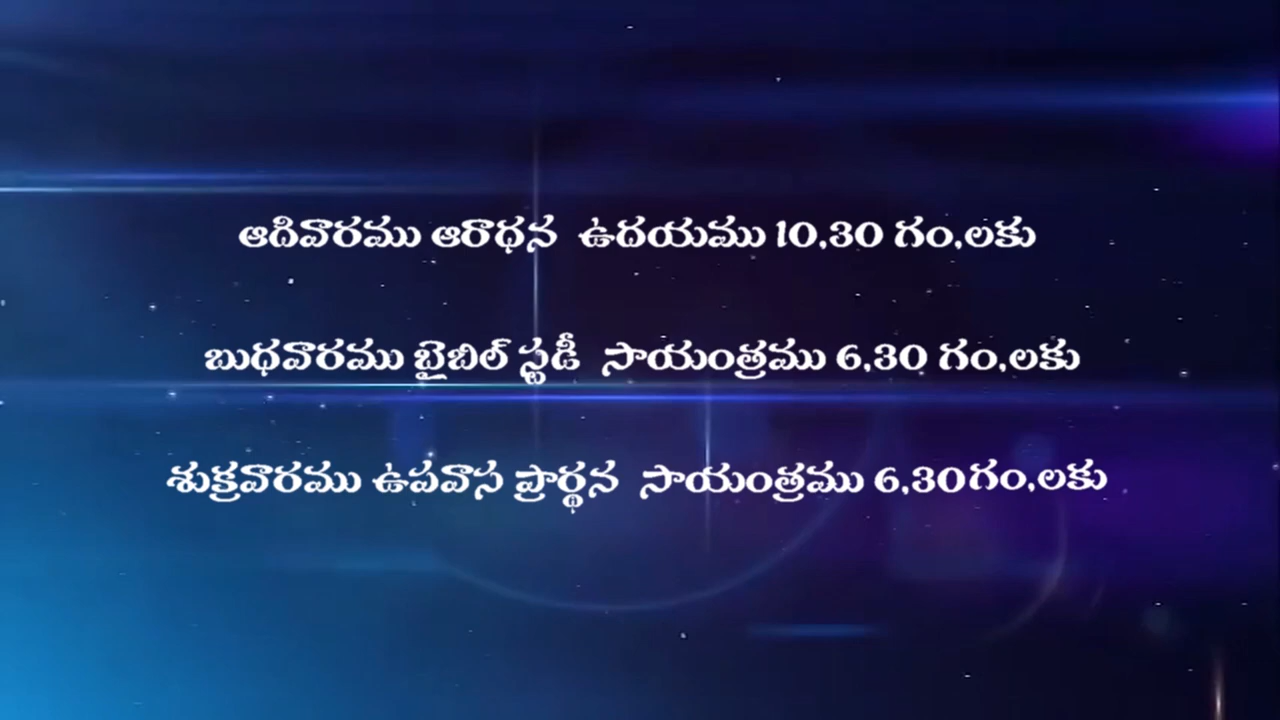 ఆదివారము ఆరాధన ఉదయము 10.30 గం.లకు
బుధవారము బైబిల్ స్టడీ సాయంత్రము 6.30 గం.లకు
శుక్రవారము ఉపవాస ప్రార్థన సాయంత్రము 6.30గం.లకు